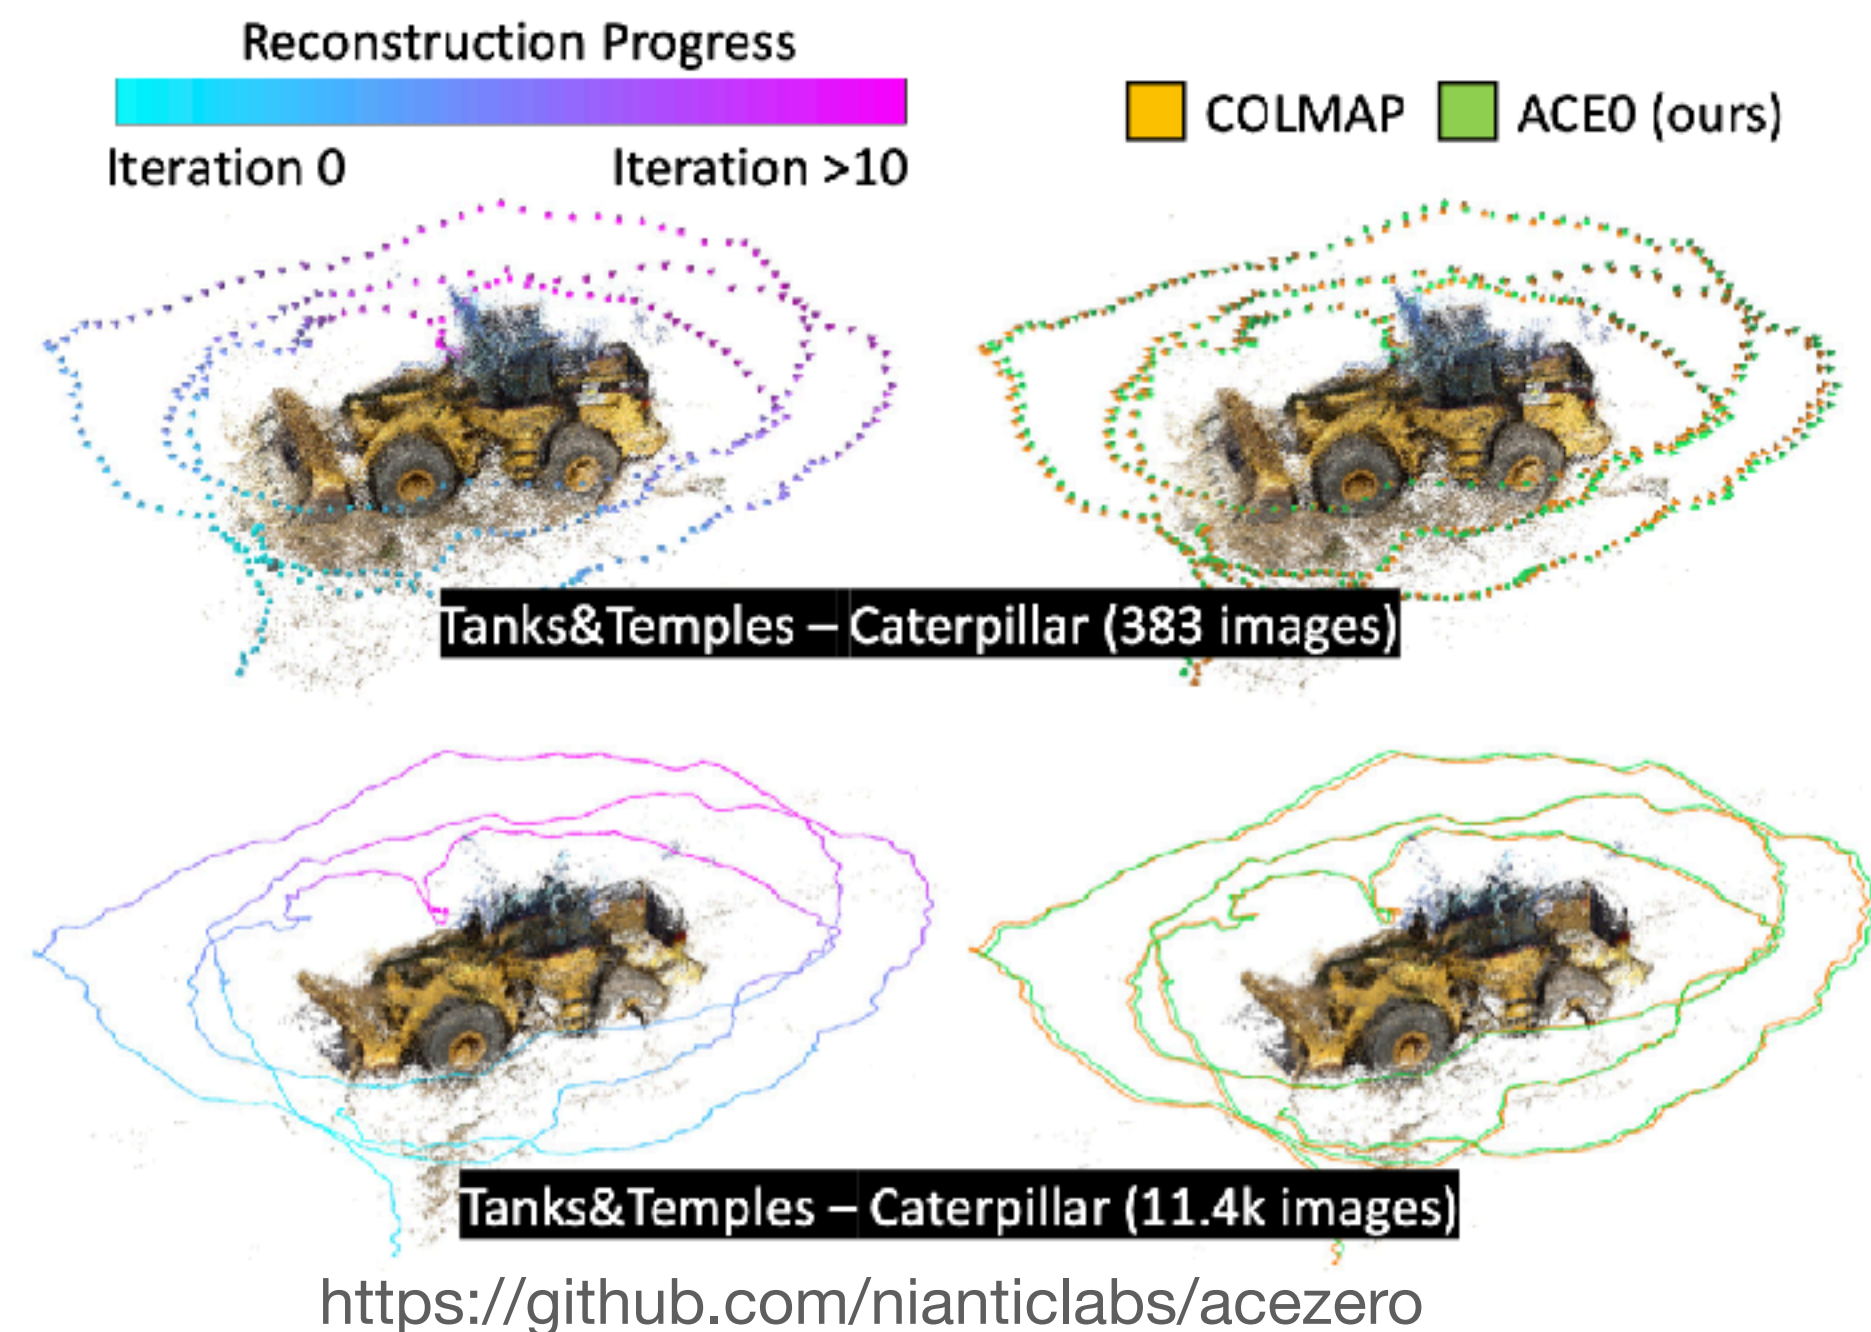 Reconstruction Progress
Iteration 0 Iteration >10
COLMAP ACE0 (ours)
Tanks&Temples – Caterpillar (383 images)
Tanks&Temples – Caterpillar (11.4k images)
https://github.com/nianticlabs/acezero